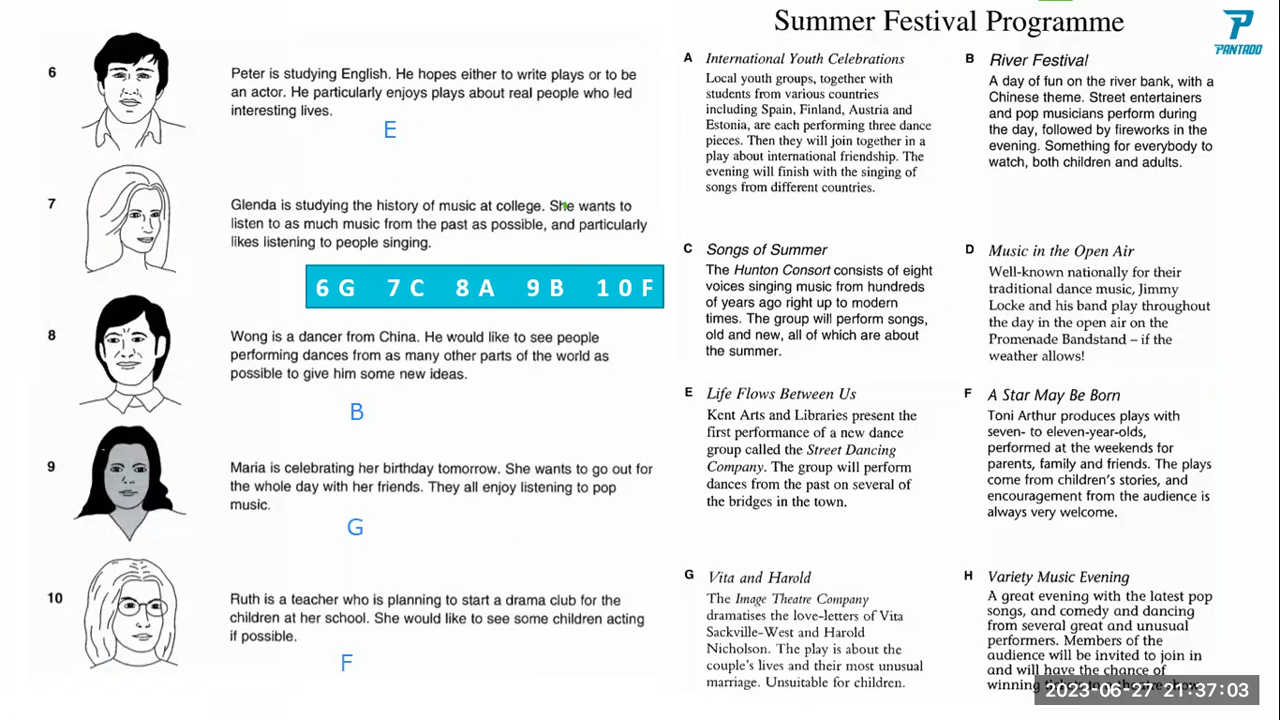 Summer Festival Programme
PANTADO
6
Peter is studying English. He hopes either to write plays or to be
an actor. He particularly enjoys plays about real people who led
interesting lives.
E
7
Glenda is studying the history of music at college. She wants to
listen to as much music from the past as possible, and particularly
likes listening to people singing.
6 G 7 C 8 A 9 B 1 0 F
8
Wong is a dancer from China. He would like to see people
performing dances from as many other parts of the world as
possible to give him some new ideas.
B
9
Maria is celebrating her birthday tomorrow. She wants to go out for
the whole day with her friends. They all enjoy listening to pop
music.
G
10
Ruth is a teacher who is planning to start a drama club for the
children at her school. She would like to see some children acting
if possible.
F
A International Youth Celebrations
Local youth groups, together with
students from various countries
including Spain, Finland, Austria and
Estonia, are each performing three dance
pieces. Then they will join together in a
play about international friendship. The
evening will finish with the singing of
songs from different countries.
B River Festival
A day of fun on the river bank, with a
Chinese theme. Street entertainers
and pop musicians perform during
the day, followed by fireworks in the
evening. Something for everybody to
watch, both children and adults.
C Songs of Summer
The Hunton Consort consists of eight
voices singing music from hundreds
of years ago right up to modern
times. The group will perform songs,
old and new, all of which are about
the summer.
D Music in the Open Air
Well-known nationally for their
traditional dance music, Jimmy
Locke and his band play throughout
the day in the open air on the
Promenade Bandstand – if the
weather allows!
E Life Flows Between Us
Kent Arts and Libraries present the
first performance of a new dance
group called the Street Dancing
Company. The group will perform
dances from the past on several of
the bridges in the town.
F A Star May Be Born
Toni Arthur produces plays with
seven- to eleven-year-olds,
performed at the weekends for
parents, family and friends. The plays
come from children's stories, and
encouragement from the audience is
always very welcome.
G Vita and Harold
The Image Theatre Company
dramatises the love-letters of Vita
Sackville-West and Harold
Nicholson. The play is about the
couple's lives and their most unusual
marriage. Unsuitable for children.
H Variety Music Evening
A great evening with the latest pop
songs, and comedy and dancing
from several great and unusual
performers. Members of the
audience will be invited to join in
and will have the chance of
winning
2023-06-27 21:37:03